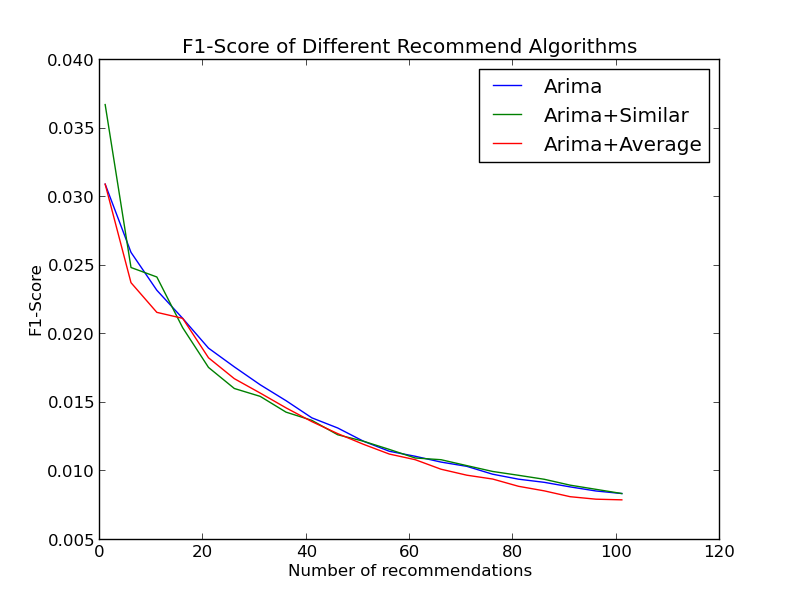 F1-Score of Different Recommend Algorithms
0.040
0.035
0.030
0.025
0.020
0.015
0.010
0.005
F1-Score
Arima
Arima+Similar
Arima+Average
0 20 40 60 80 100 120
Number of recommendations